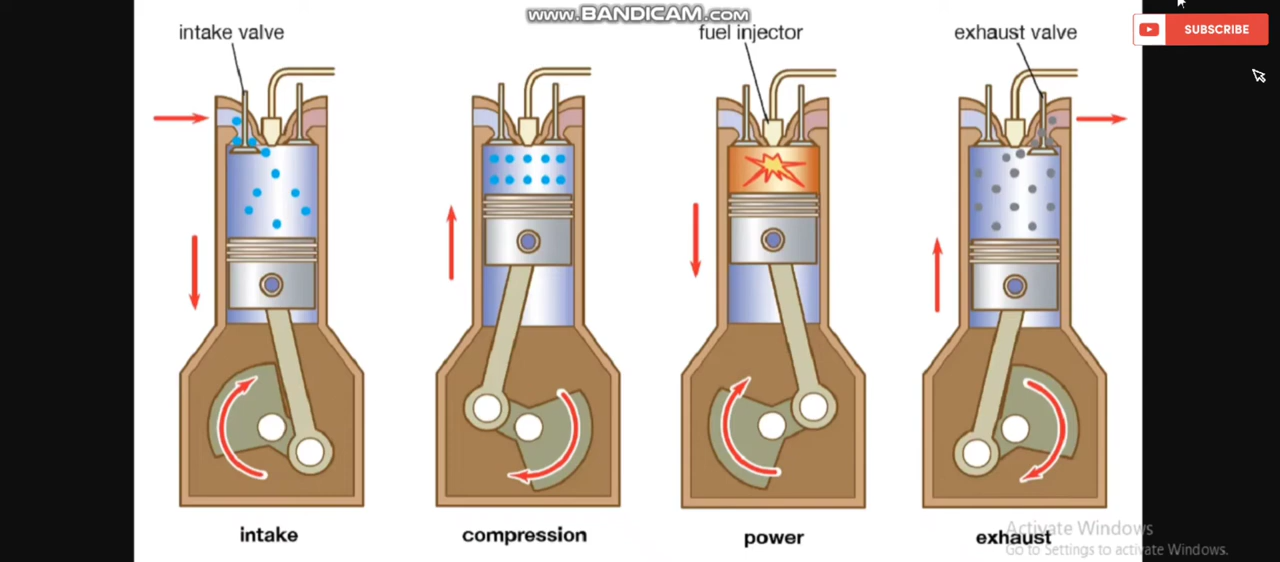 www.BANDICAM.com
SUBSCRIBE
intake valve
fuel injector
exhaust valve
intake
compression
power
exhaust
Activate Windows
Go to Settings to activate Windows.